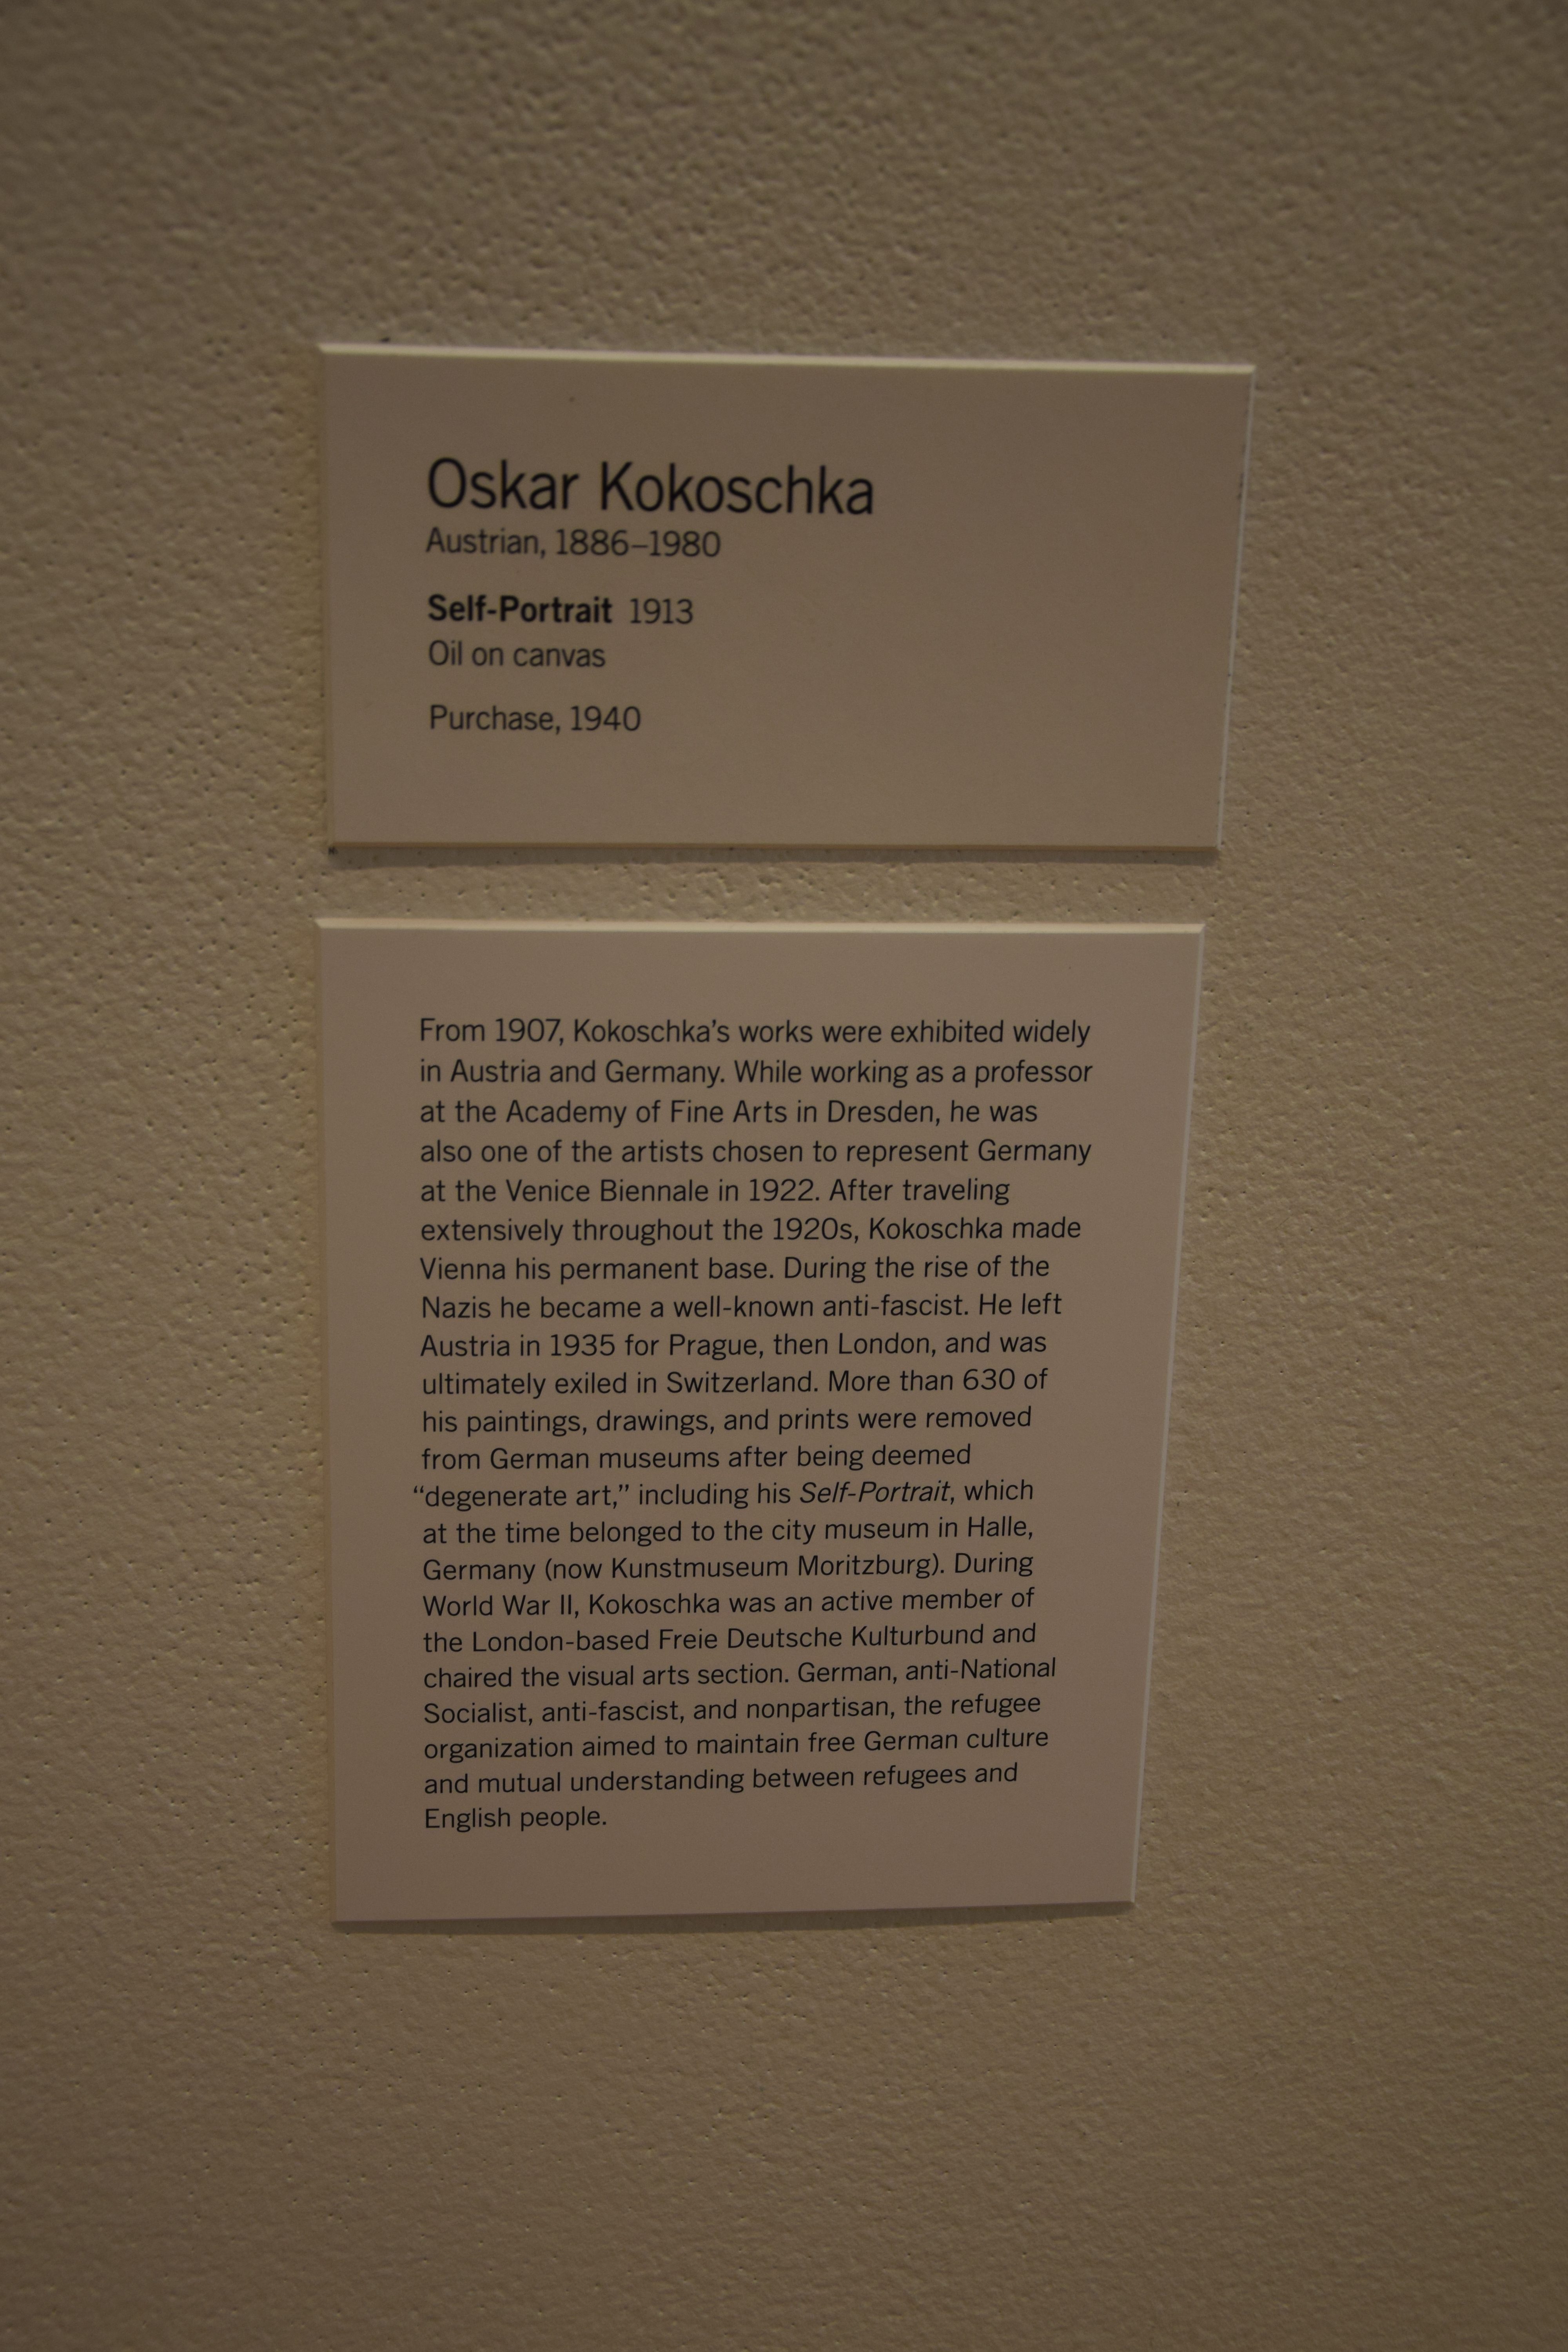 Oskar Kokoschka
Austrian, 1886–1980
Self-Portrait 1913
Oil on canvas
Purchase, 1940
From 1907, Kokoschka’s works were exhibited widely
in Austria and Germany. While working as a professor
at the Academy of Fine Arts in Dresden, he was
also one of the artists chosen to represent Germany
at the Venice Biennale in 1922. After traveling
extensively throughout the 1920s, Kokoschka made
Vienna his permanent base. During the rise of the
Nazis he became a well-known anti-fascist. He left
Austria in 1935 for Prague, then London, and was
ultimately exiled in Switzerland. More than 630 of
his paintings, drawings, and prints were removed
from German museums after being deemed
“degenerate art,” including his Self-Portrait, which
at the time belonged to the city museum in Halle,
Germany (now Kunstmuseum Moritzburg). During
World War II, Kokoschka was an active member of
the London-based Freie Deutsche Kulturbund and
chaired the visual arts section. German, anti-National
Socialist, anti-fascist, and nonpartisan, the refugee
organization aimed to maintain free German culture
and mutual understanding between refugees and
English people.